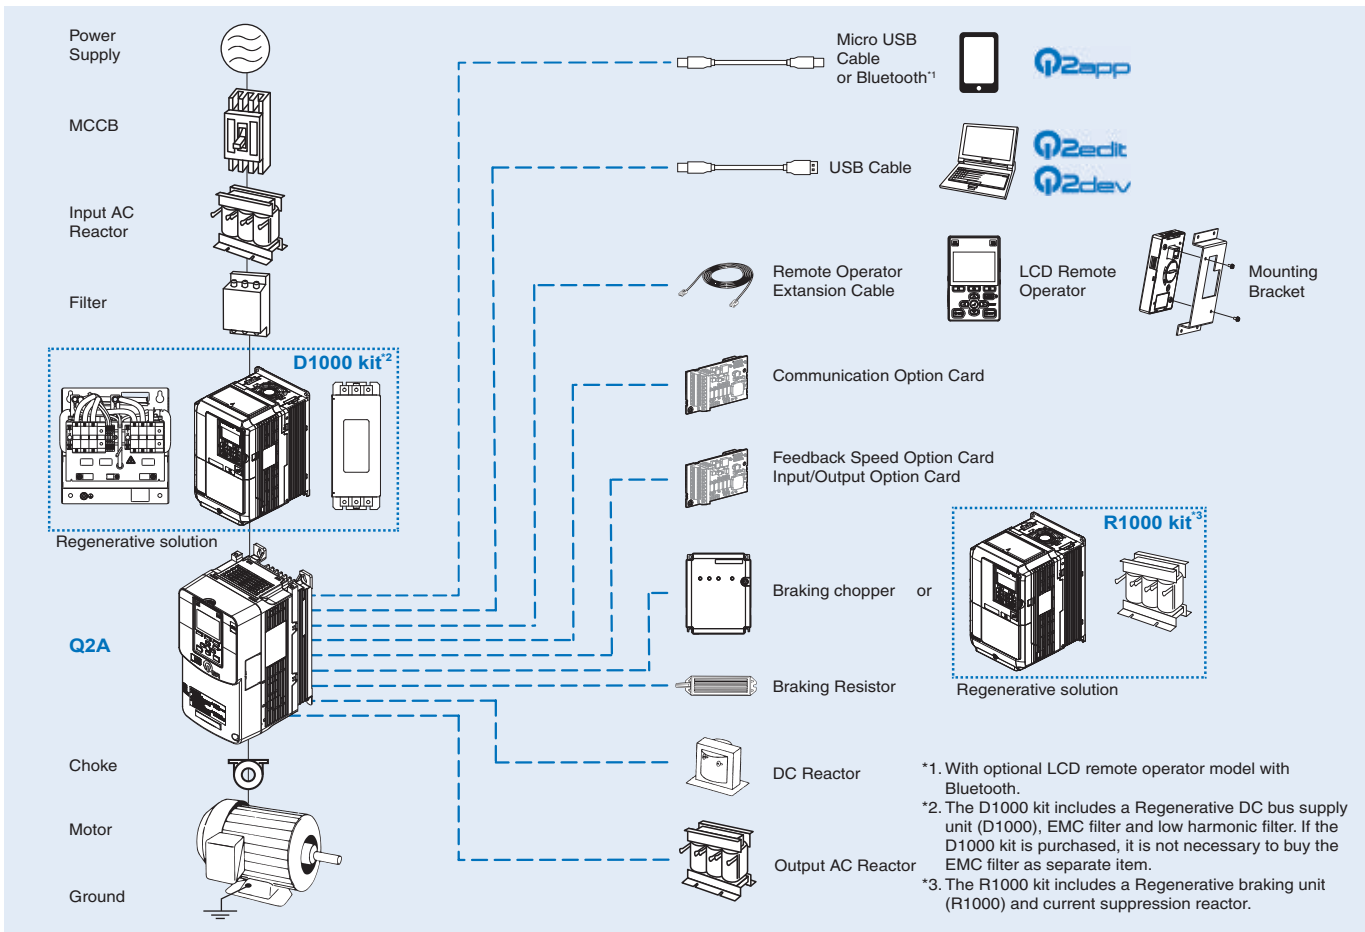 Power
Supply
MCCB
Input AC
Reactor
Filter
D1000 kit*2
Regenerative solution
Q2A
Choke
Motor
Ground
Micro USB
Cable
or Bluetooth*1
Q2app
USB Cable
Q2edit
Q2dev
Remote Operator
Extension Cable
LCD Remote
Operator
Mounting
Bracket
Communication Option Card
Feedback Speed Option Card
Input/Output Option Card
Braking chopper or
R1000 kit*3
Regenerative solution
Braking Resistor
DC Reactor
Output AC Reactor
*1. With optional LCD remote operator model with
Bluetooth.
*2. The D1000 kit includes a Regenerative DC bus supply
unit (D1000), EMC filter and low harmonic filter. If the
D1000 kit is purchased, it is not necessary to buy the
EMC filter as separate item.
*3. The R1000 kit includes a Regenerative braking unit
(R1000) and current suppression reactor.